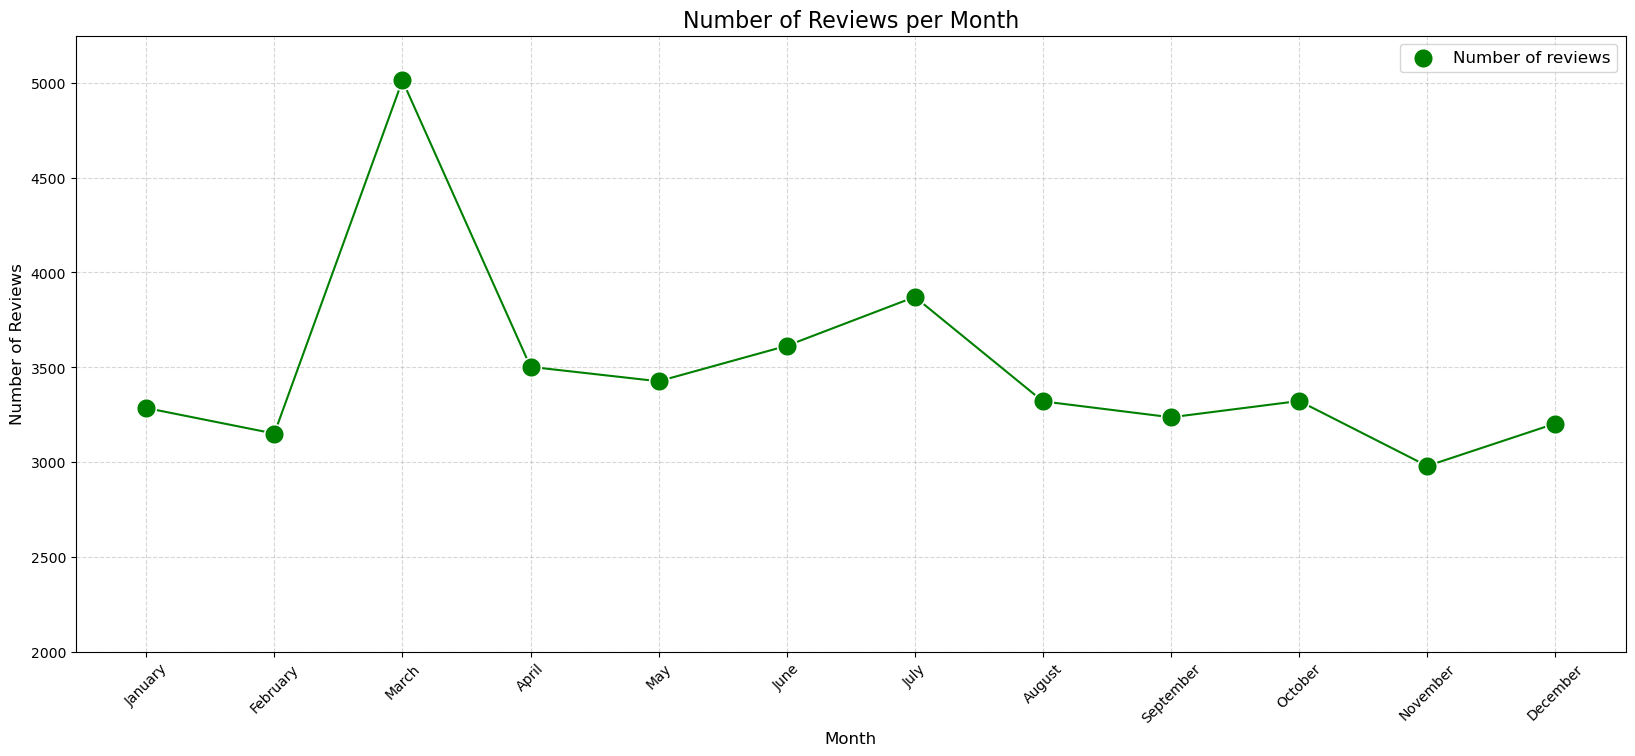 Number of Reviews per Month
Number of reviews
Number of Reviews
5000
4500
4000
3500
3000
2500
2000
January
February
March
April
May
June
July
August
September
October
November
December
Month